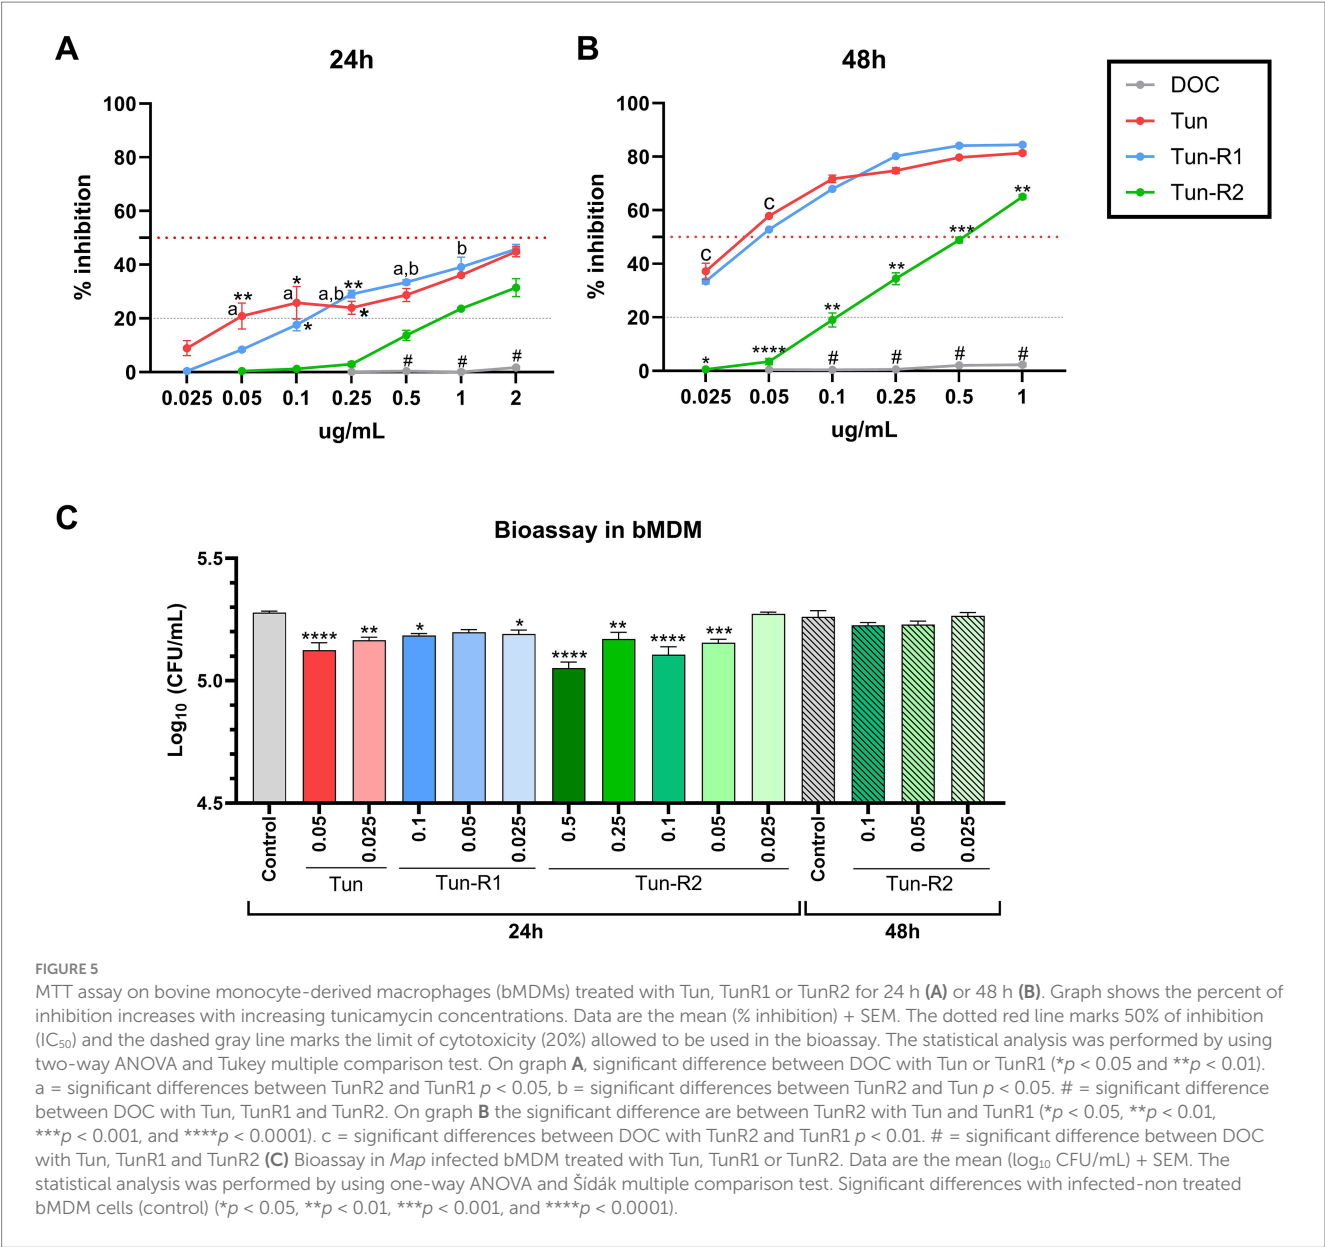 A
24h
B
48h
DOC
Tun
Tun-R1
Tun-R2
% inhibition
100
80
60
40
20
0
a
**
a
*
*
a,b
**
*
a,b
#
b
#
#
0.025 0.05 0.1 0.25 0.5 1 2
ug/mL
% inhibition
100
80
60
40
20
0
c
*
c
****
**
#
**
#
***
#
**
#
0.025 0.05 0.1 0.25 0.5 1
ug/mL
C
Bioassay in bMDM
Log₁₀ (CFU/mL)
5.5
5.0
4.5
**** ** * * **** ** **** ***
Control 0.05 0.025 0.1 0.05 0.025 0.5 0.25 0.1 0.05 0.025 Control 0.1 0.05 0.025
Tun Tun-R1 Tun-R2 Tun-R2
24h 48h
FIGURE 5
MTT assay on bovine monocyte-derived macrophages (bMDMs) treated with Tun, TunR1 or TunR2 for 24 h (A) or 48 h (B). Graph shows the percent of
inhibition increases with increasing tunicamycin concentrations. Data are the mean (% inhibition) + SEM. The dotted red line marks 50% of inhibition
(IC₅₀) and the dashed gray line marks the limit of cytotoxicity (20%) allowed to be used in the bioassay. The statistical analysis was performed by using
two-way ANOVA and Tukey multiple comparison test. On graph A, significant difference between DOC with Tun or TunR1 (*p < 0.05 and **p < 0.01).
a = significant differences between TunR2 and TunR1 p < 0.05, b = significant differences between TunR2 and Tun p < 0.05. # = significant difference
between DOC with Tun, TunR1 and TunR2. On graph B the significant difference are between TunR2 with Tun and TunR1 (*p < 0.05, **p < 0.01,
***p < 0.001, and ****p < 0.0001). c = significant differences between DOC with TunR2 and TunR1 p < 0.01. # = significant difference between DOC
with Tun, TunR1 and TunR2 (C) Bioassay in Map infected bMDM treated with Tun, TunR1 or TunR2. Data are the mean (log₁₀ CFU/mL) + SEM. The
statistical analysis was performed by using one-way ANOVA and Šídák multiple comparison test. Significant differences with infected-non treated
bMDM cells (control) (*p < 0.05, **p < 0.01, ***p < 0.001, and ****p < 0.0001).